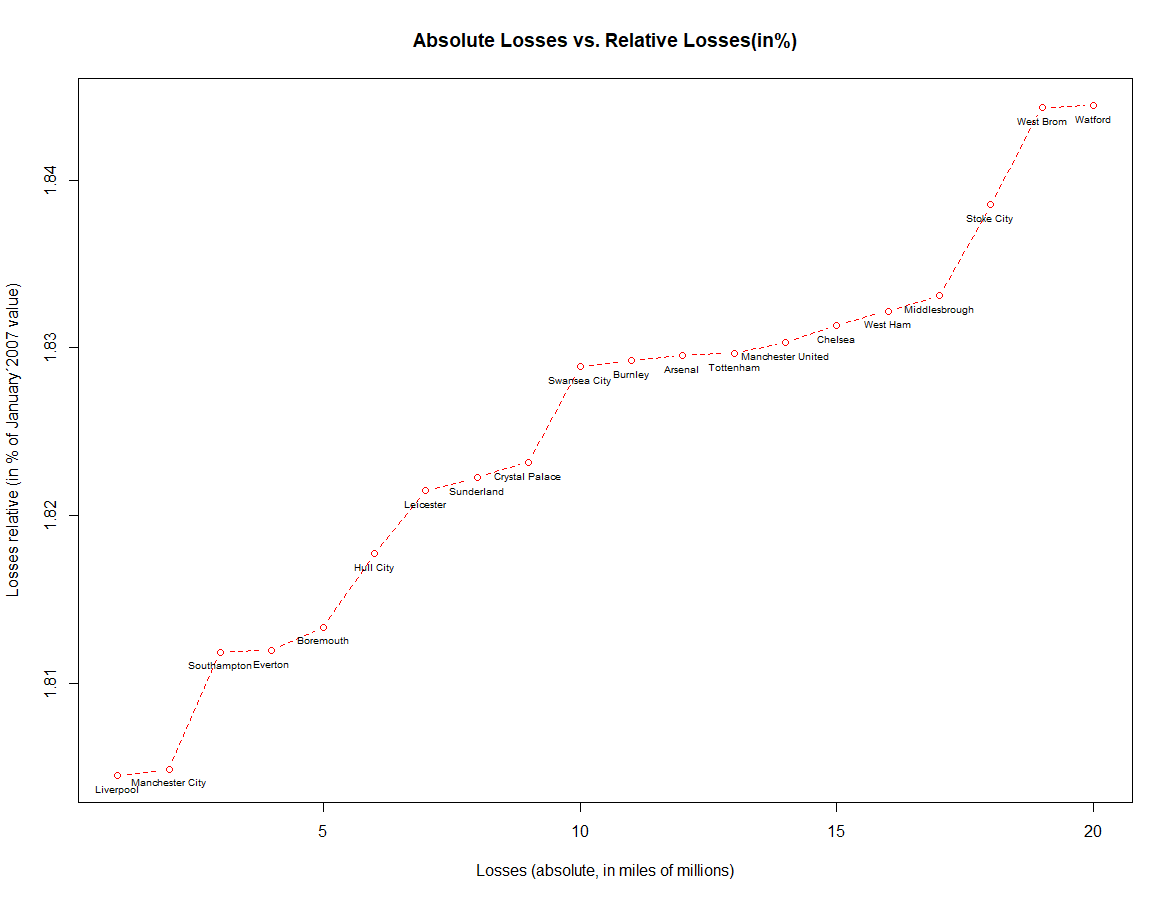 Absolute Losses vs. Relative Losses(in%)
Losses relative (in % of January´2007 value)
1.84
1.83
1.82
1.81
West Brom
Watford
Stoke City
Middlesbrough
West Ham
Chelsea
Manchester United
Tottenham
Arsenal
Burnley
Swansea City
Crystal Palace
Sunderland
Leicester
Hull City
Boremouth
Everton
Southampton
Manchester City
Liverpool
5 10 15 20
Losses (absolute, in miles of millions)